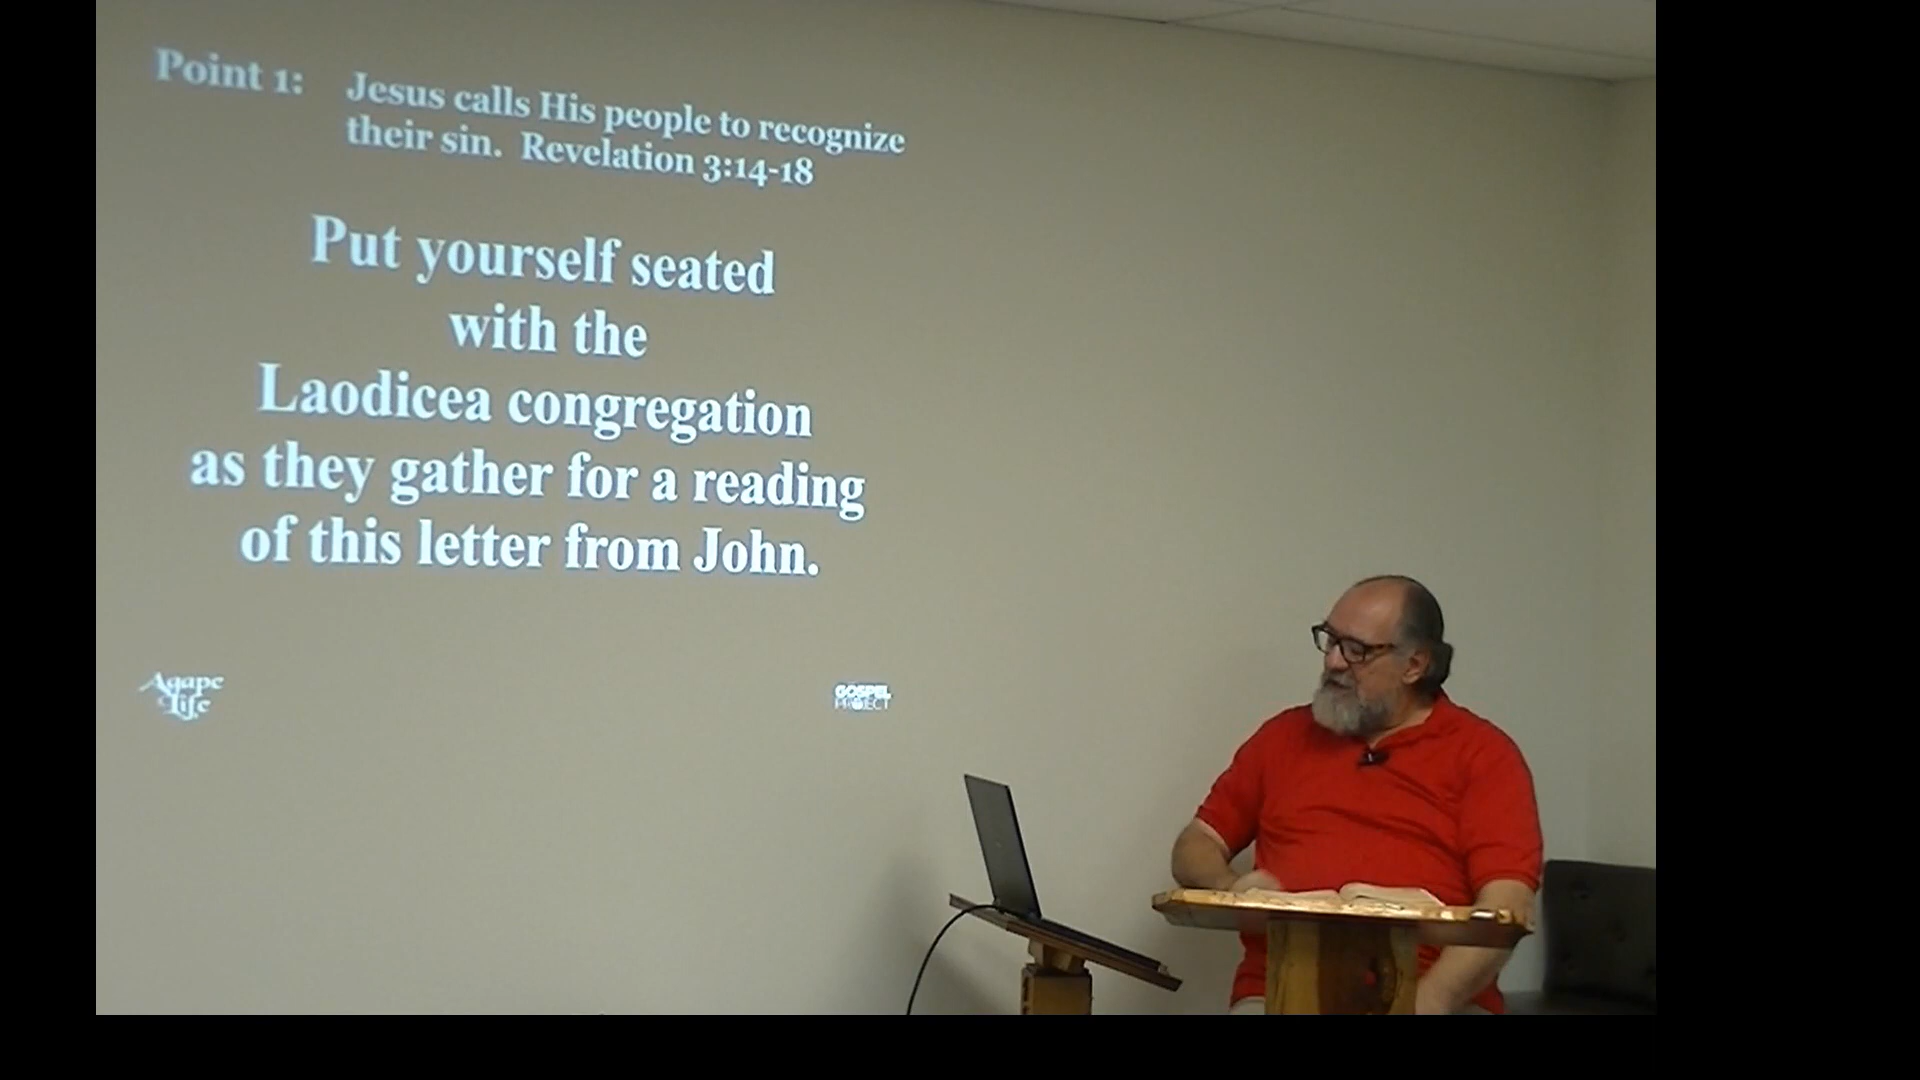 Point 1: Jesus calls His people to recognize
their sin. Revelation 3:14-18
Put yourself seated
with the
Laodicea congregation
as they gather for a reading
of this letter from John.
Agape
Life
GOSPEL
PROJECT